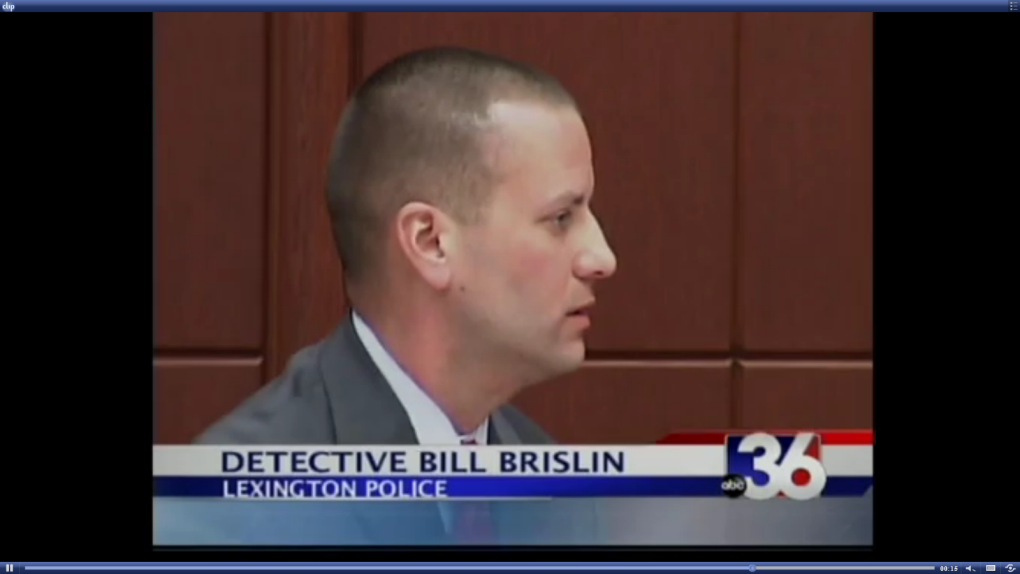 clip
DETECTIVE BILL BRISLIN
LEXINGTON POLICE
abc
36
00:15